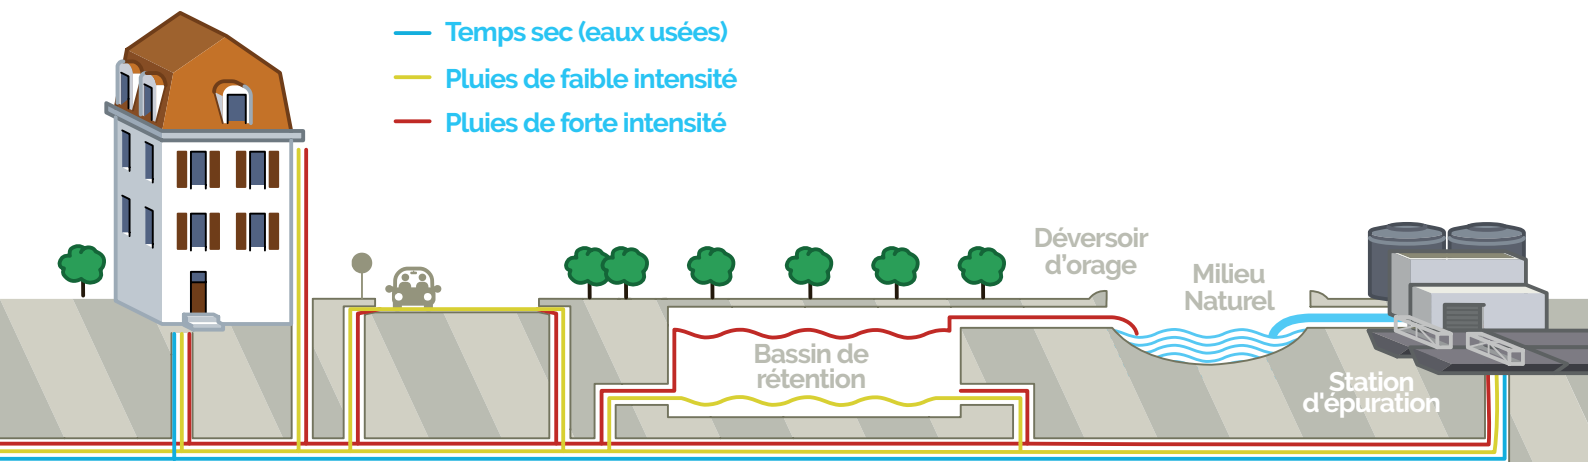 Temps sec (eaux usées)
Pluies de faible intensité
Pluies de forte intensité
Déversoir
d'orage
Milieu
Naturel
Bassin de
rétention
Station
d'épuration